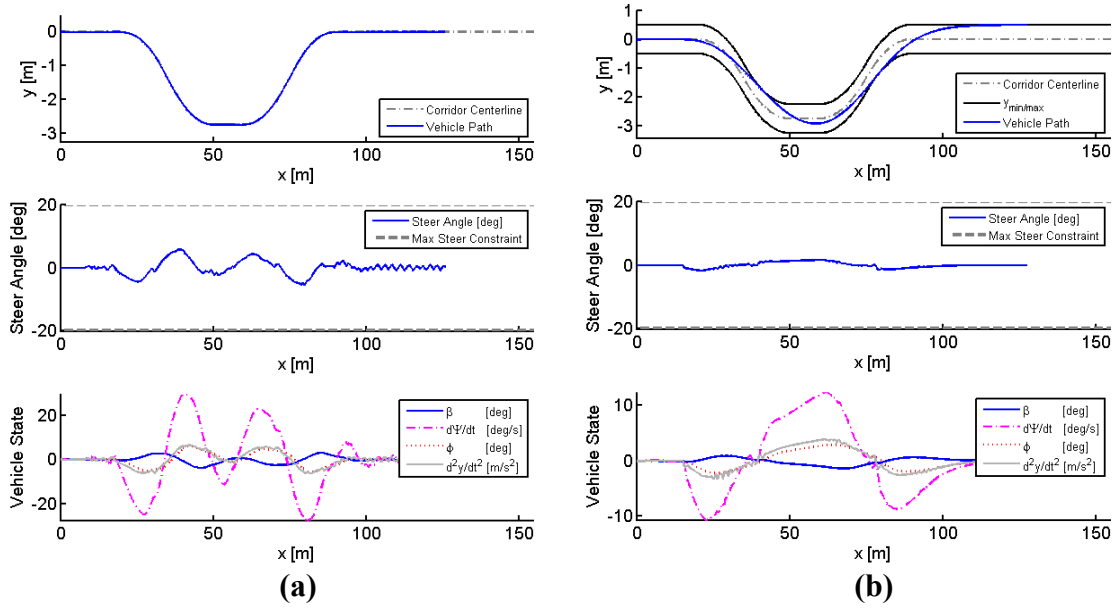 0
-1
-2
-3
y [m]
Corridor Centerline
Vehicle Path
0 50 100 150
x [m]
20
0
-20
Steer Angle [deg]
Steer Angle [deg]
Max Steer Constraint
0 50 100 150
x [m]
20
0
-20
Vehicle State
β [deg]
dΨ/dt [deg/s]
ϕ [deg]
d²y/dt² [m/s²]
0 50 100 150
x [m]
(a)
1
0
-1
-2
-3
y [m]
Corridor Centerline
y_min/max
Vehicle Path
0 50 100 150
x [m]
20
0
-20
Steer Angle [deg]
Steer Angle [deg]
Max Steer Constraint
0 50 100 150
x [m]
10
0
-10
Vehicle State
β [deg]
dΨ/dt [deg/s]
ϕ [deg]
d²y/dt² [m/s²]
0 50 100 150
x [m]
(b)